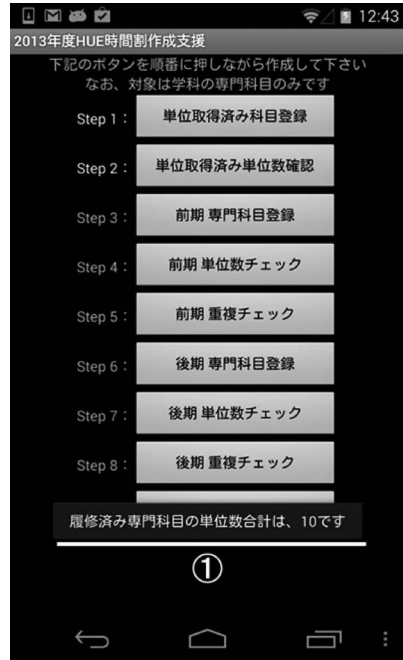 12:43
2013年度HUE時間割作成支援
下記のボタンを順番に押しながら作成して下さい
なお、対象は学科の専門科目のみです
Step 1： 単位取得済み科目登録
Step 2： 単位取得済み単位数確認
Step 3： 前期 専門科目登録
Step 4： 前期 単位数チェック
Step 5： 前期 重複チェック
Step 6： 後期 専門科目登録
Step 7： 後期 単位数チェック
Step 8： 後期 重複チェック
履修済み専門科目の単位数合計は、10です
①